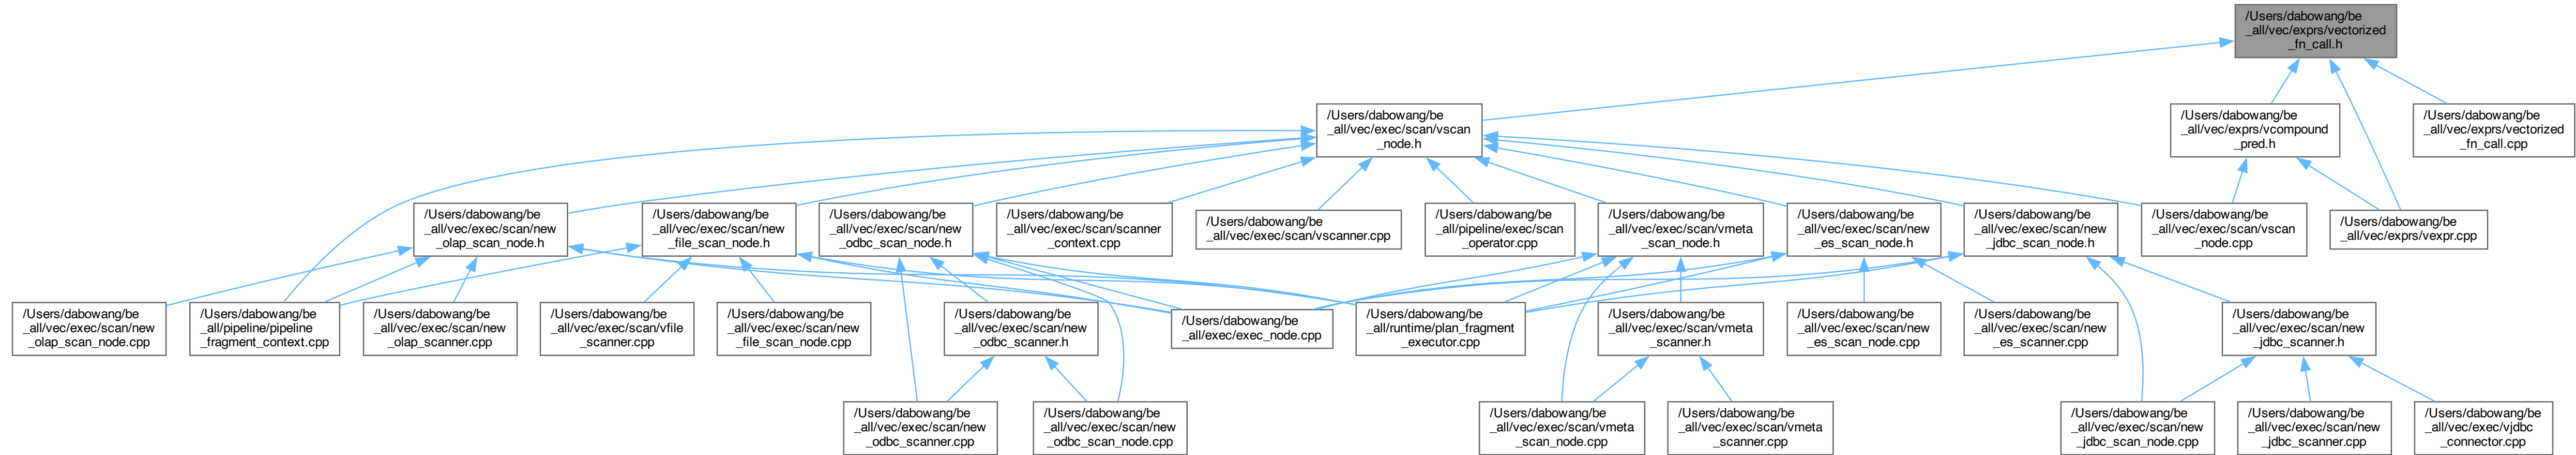 /Users/dabowang/be
_all/vec/exprs/vectorized
_fn_call.h
/Users/dabowang/be
_all/vec/exec/scan/vscan
_node.h
/Users/dabowang/be
_all/vec/exprs/vcompound
_pred.h
/Users/dabowang/be
_all/vec/exprs/vectorized
_fn_call.cpp
/Users/dabowang/be
_all/vec/exec/scan/new
_olap_scan_node.h
/Users/dabowang/be
_all/vec/exec/scan/new
_file_scan_node.h
/Users/dabowang/be
_all/vec/exec/scan/new
_odbc_scan_node.h
/Users/dabowang/be
_all/vec/exec/scan/scanner
_context.cpp
/Users/dabowang/be
_all/vec/exec/scan/vscanner.cpp
/Users/dabowang/be
_all/pipeline/exec/scan
_operator.cpp
/Users/dabowang/be
_all/vec/exec/scan/vmeta
_scan_node.h
/Users/dabowang/be
_all/vec/exec/scan/new
_es_scan_node.h
/Users/dabowang/be
_all/vec/exec/scan/new
_jdbc_scan_node.h
/Users/dabowang/be
_all/vec/exec/scan/vscan
_node.cpp
/Users/dabowang/be
_all/vec/exprs/vexpr.cpp
/Users/dabowang/be
_all/vec/exec/scan/new
_olap_scan_node.cpp
/Users/dabowang/be
_all/pipeline/pipeline
_fragment_context.cpp
/Users/dabowang/be
_all/vec/exec/scan/new
_olap_scanner.cpp
/Users/dabowang/be
_all/vec/exec/scan/vfile
_scanner.cpp
/Users/dabowang/be
_all/vec/exec/scan/new
_file_scan_node.cpp
/Users/dabowang/be
_all/vec/exec/scan/new
_odbc_scanner.h
/Users/dabowang/be
_all/exec/exec_node.cpp
/Users/dabowang/be
_all/runtime/plan_fragment
_executor.cpp
/Users/dabowang/be
_all/vec/exec/scan/vmeta
_scanner.h
/Users/dabowang/be
_all/vec/exec/scan/new
_es_scan_node.cpp
/Users/dabowang/be
_all/vec/exec/scan/new
_es_scanner.cpp
/Users/dabowang/be
_all/vec/exec/scan/new
_jdbc_scanner.h
/Users/dabowang/be
_all/vec/exec/scan/new
_odbc_scanner.cpp
/Users/dabowang/be
_all/vec/exec/scan/new
_odbc_scan_node.cpp
/Users/dabowang/be
_all/vec/exec/scan/vmeta
_scan_node.cpp
/Users/dabowang/be
_all/vec/exec/scan/vmeta
_scanner.cpp
/Users/dabowang/be
_all/vec/exec/scan/new
_jdbc_scan_node.cpp
/Users/dabowang/be
_all/vec/exec/scan/new
_jdbc_scanner.cpp
/Users/dabowang/be
_all/vec/exec/vjdbc
_connector.cpp